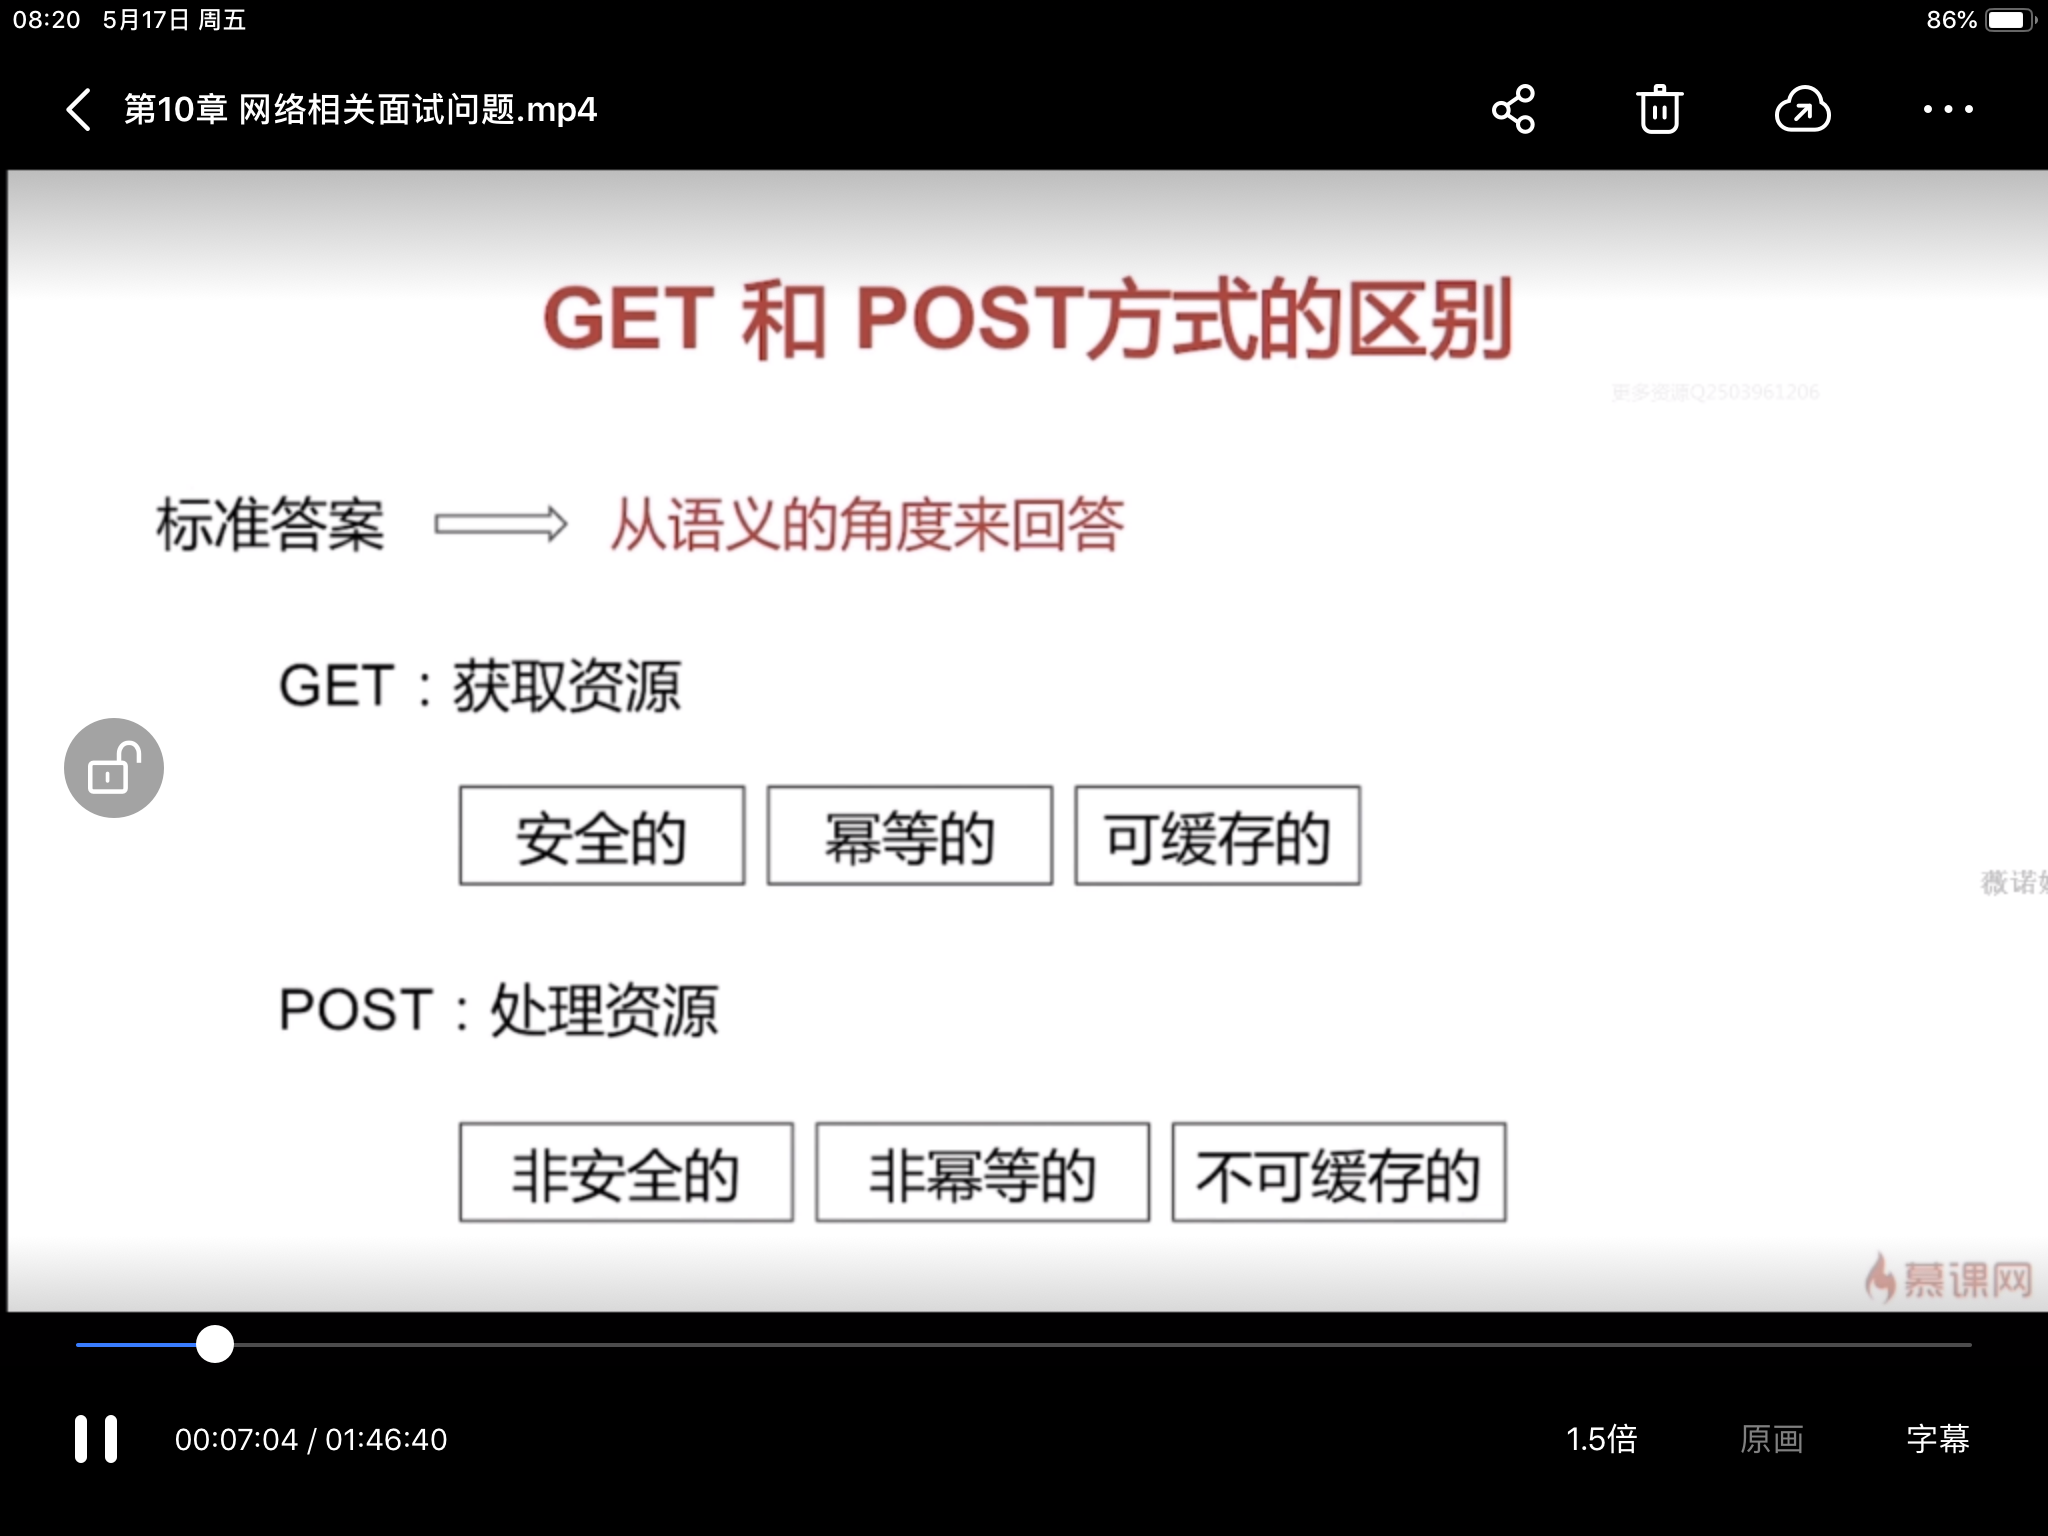 08:20 5月17日 周五 86%
第10章 网络相关面试问题.mp4
GET 和 POST方式的区别
更多资源Q2503961206
标准答案 从语义的角度来回答
GET：获取资源
安全的 幂等的 可缓存的
薇诺
POST：处理资源
非安全的 非幂等的 不可缓存的
慕课网
00:07:04 / 01:46:40 1.5倍 原画 字幕